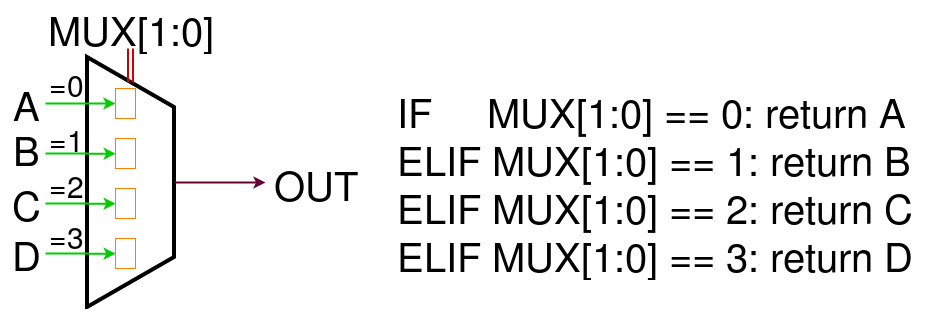 MUX[1:0]
A =0
B =1
C =2
D =3
OUT
IF MUX[1:0] == 0: return A
ELIF MUX[1:0] == 1: return B
ELIF MUX[1:0] == 2: return C
ELIF MUX[1:0] == 3: return D